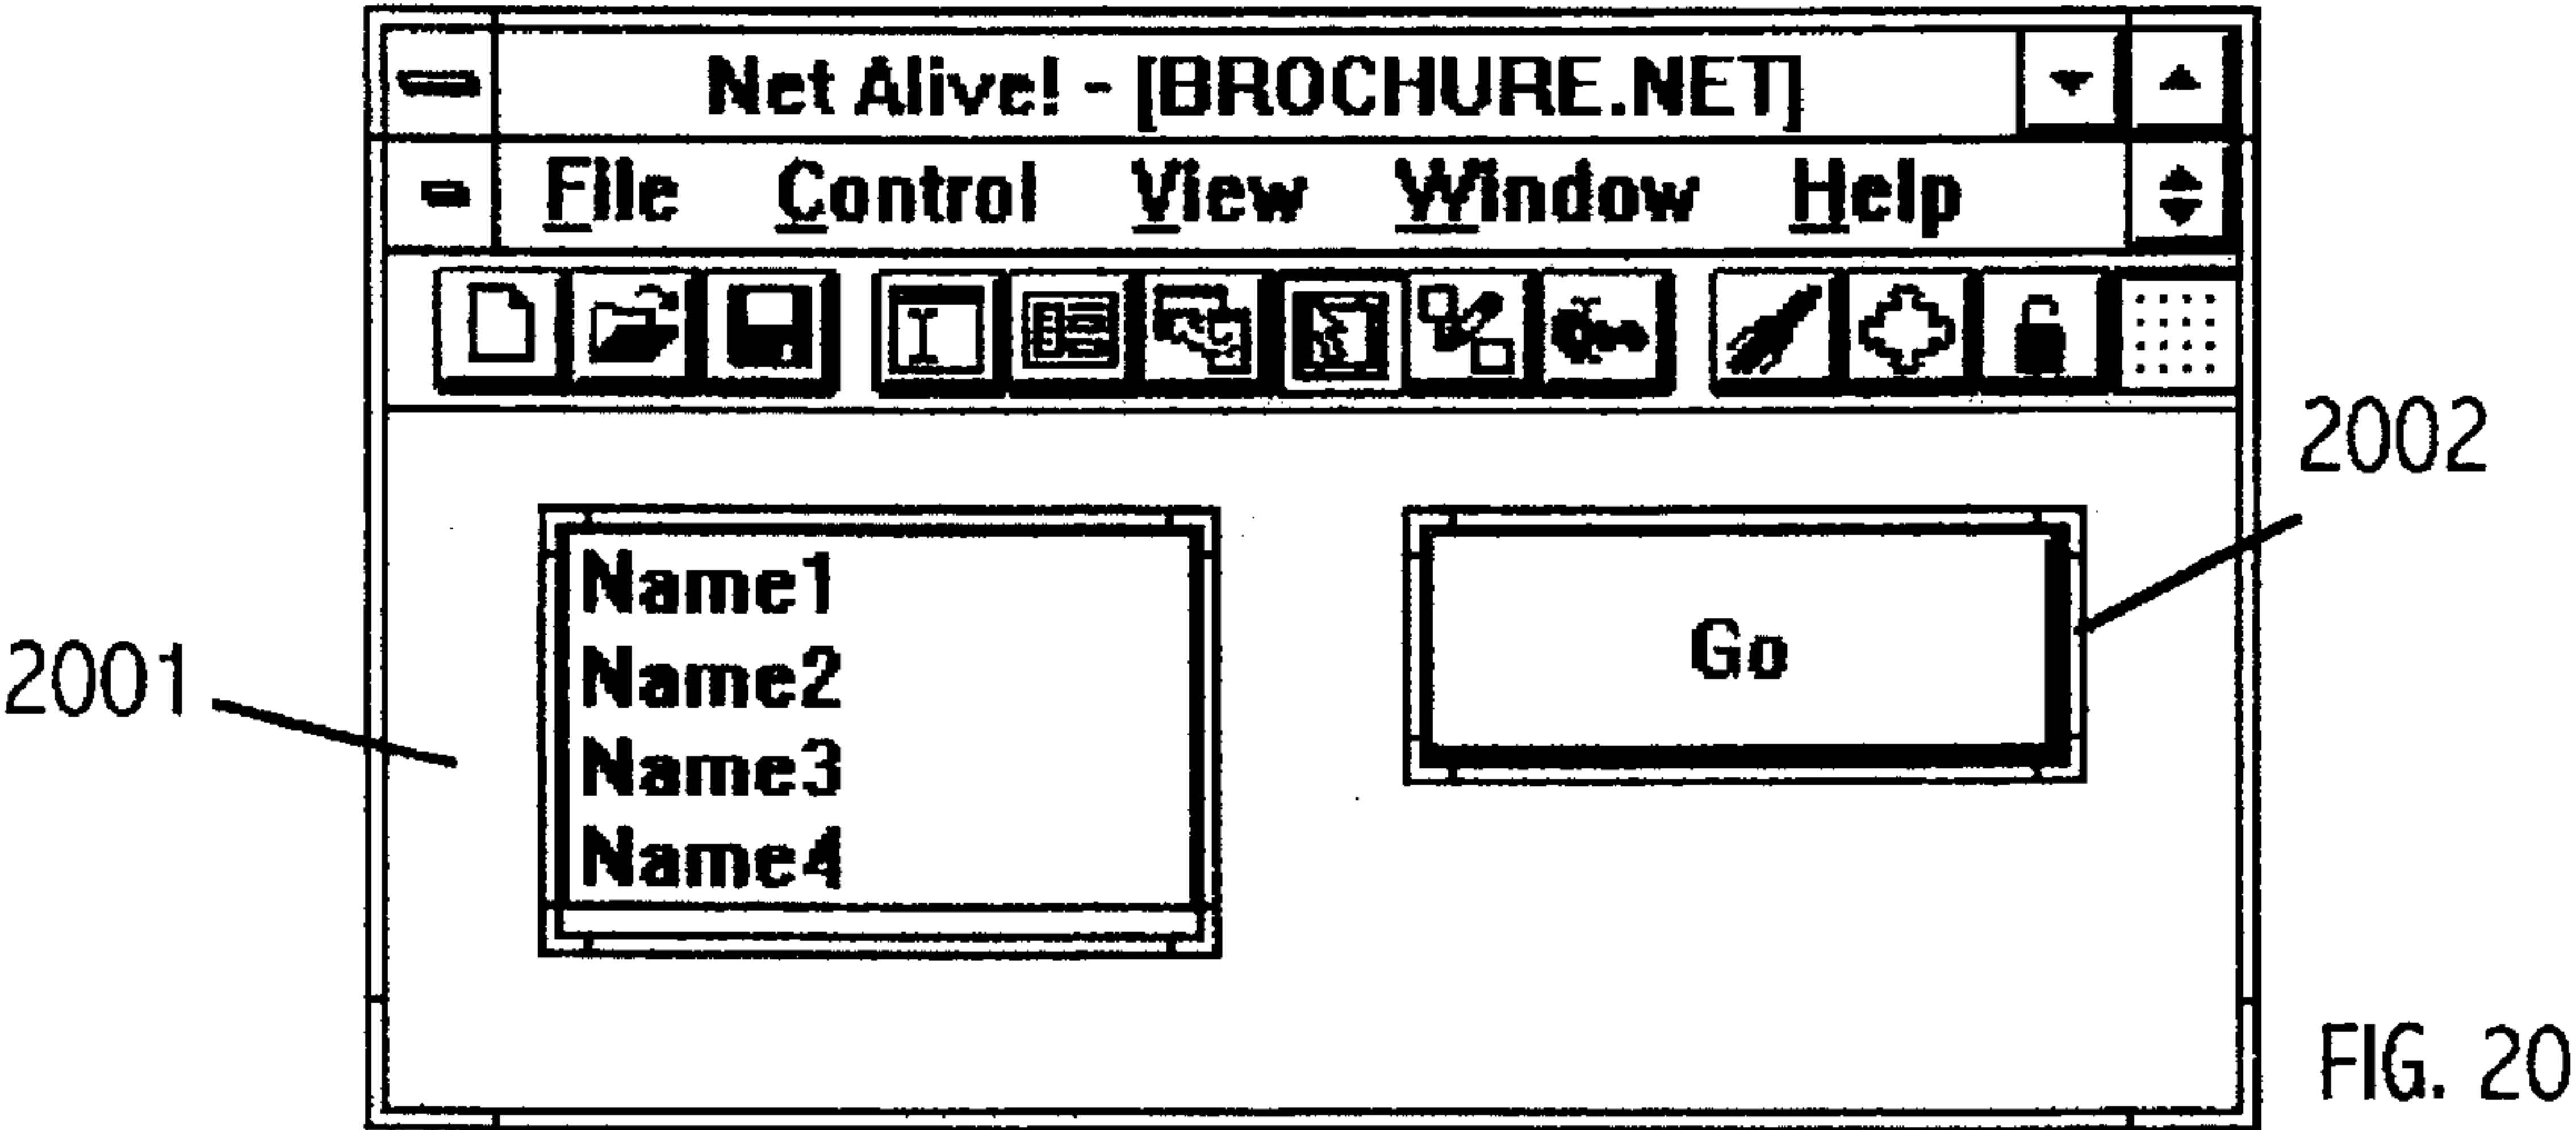 Net Alive! - [BROCHURE.NET]
File Control View Window Help
2002
Name1
Name2
Name3
Name4
Go
2001
FIG. 20